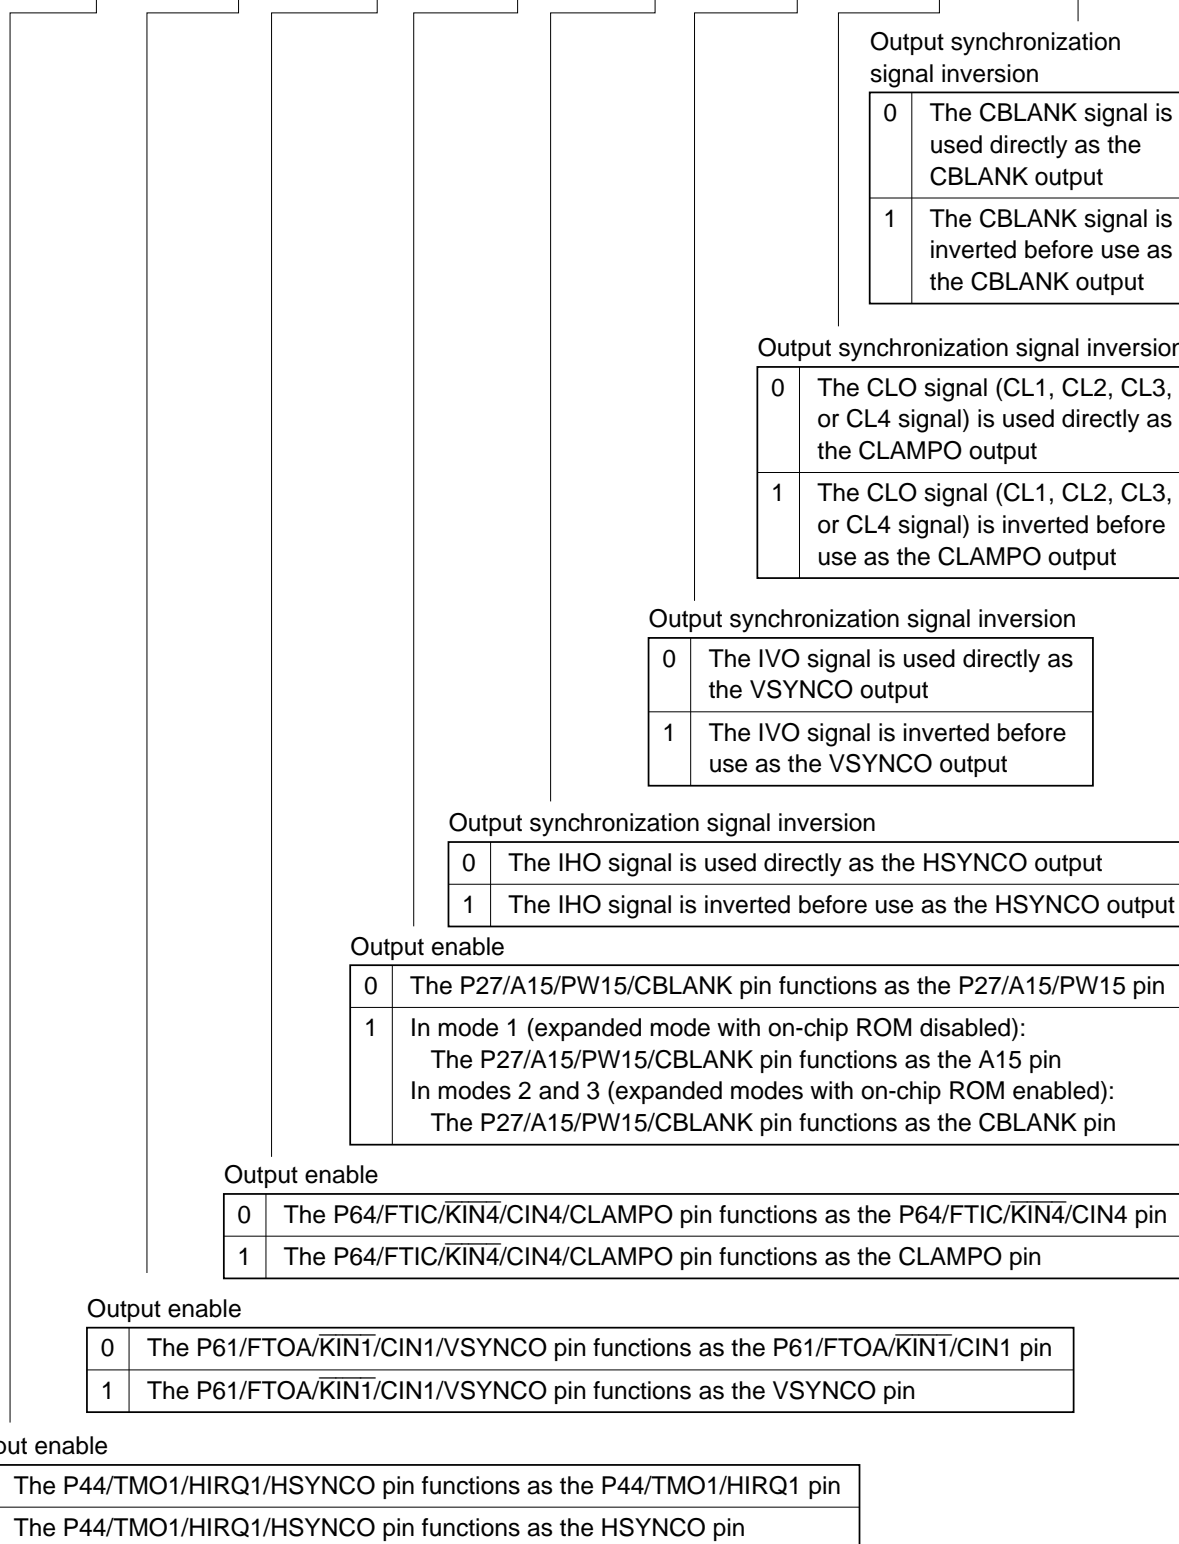 Output synchronization
signal inversion
0 The CBLANK signal is
used directly as the
CBLANK output
1 The CBLANK signal is
inverted before use as
the CBLANK output
Output synchronization signal inversion
0 The CLO signal (CL1, CL2, CL3,
or CL4 signal) is used directly as
the CLAMPO output
1 The CLO signal (CL1, CL2, CL3,
or CL4 signal) is inverted before
use as the CLAMPO output
Output synchronization signal inversion
0 The IVO signal is used directly as
the VSYNCO output
1 The IVO signal is inverted before
use as the VSYNCO output
Output synchronization signal inversion
0 The IHO signal is used directly as the HSYNCO output
1 The IHO signal is inverted before use as the HSYNCO output
Output enable
0 The P27/A15/PW15/CBLANK pin functions as the P27/A15/PW15 pin
1 In mode 1 (expanded mode with on-chip ROM disabled):
The P27/A15/PW15/CBLANK pin functions as the A15 pin
In modes 2 and 3 (expanded modes with on-chip ROM enabled):
The P27/A15/PW15/CBLANK pin functions as the CBLANK pin
Output enable
0 The P64/FTIC/K̅I̅N̅4̅/CIN4/CLAMPO pin functions as the P64/FTIC/K̅I̅N̅4̅/CIN4 pin
1 The P64/FTIC/K̅I̅N̅4̅/CIN4/CLAMPO pin functions as the CLAMPO pin
Output enable
0 The P61/FTOA/K̅I̅N̅1̅/CIN1/VSYNCO pin functions as the P61/FTOA/K̅I̅N̅1̅/CIN1 pin
1 The P61/FTOA/K̅I̅N̅1̅/CIN1/VSYNCO pin functions as the VSYNCO pin
out enable
The P44/TMO1/HIRQ1/HSYNCO pin functions as the P44/TMO1/HIRQ1 pin
The P44/TMO1/HIRQ1/HSYNCO pin functions as the HSYNCO pin